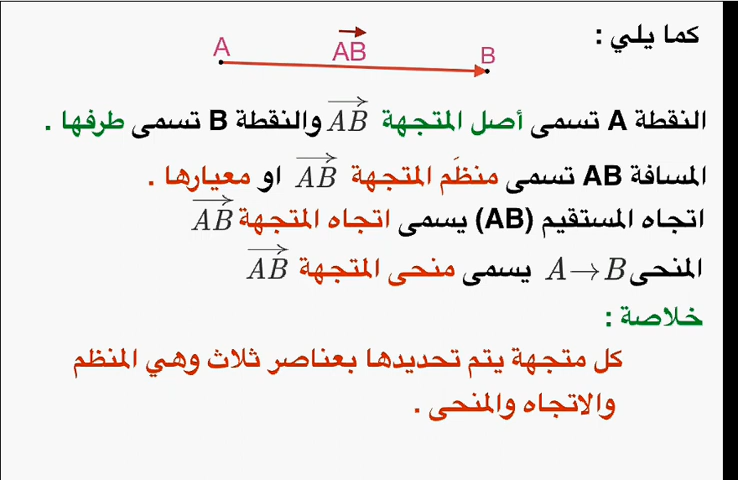 كما يلي :
A AB B
النقطة A تسمى أصل المتجهة AB والنقطة B تسمى طرفها .
المسافة AB تسمى منظَم المتجهة AB او معيارها .
اتجاه المستقيم (AB) يسمى اتجاه المتجهة AB
المنحى A→B يسمى منحى المتجهة AB
خلاصة :
كل متجهة يتم تحديدها بعناصر ثلاث وهي المنظم
والاتجاه والمنحى .